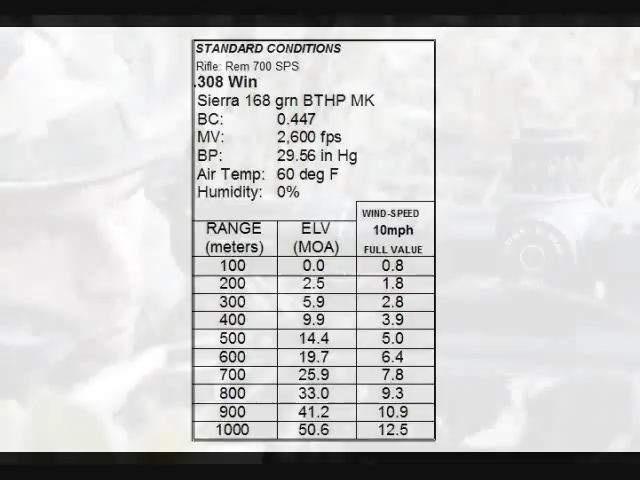 STANDARD CONDITIONS
Rifle: Rem 700 SPS
.308 Win
Sierra 168 grn BTHP MK
BC: 0.447
MV: 2,600 fps
BP: 29.56 in Hg
Air Temp: 60 deg F
Humidity: 0%
WIND-SPEED
RANGE ELV 10mph
(meters) (MOA) FULL VALUE
100 0.0 0.8
200 2.5 1.8
300 5.9 2.8
400 9.9 3.9
500 14.4 5.0
600 19.7 6.4
700 25.9 7.8
800 33.0 9.3
900 41.2 10.9
1000 50.6 12.5